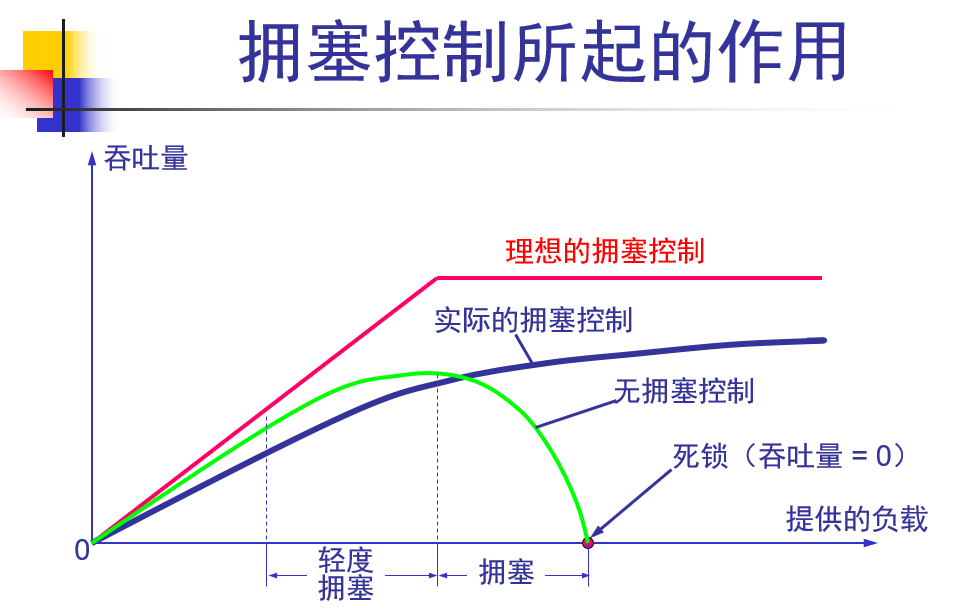 拥塞控制所起的作用
吞吐量
理想的拥塞控制
实际的拥塞控制
无拥塞控制
死锁（吞吐量 = 0）
提供的负载
0
轻度
拥塞
拥塞